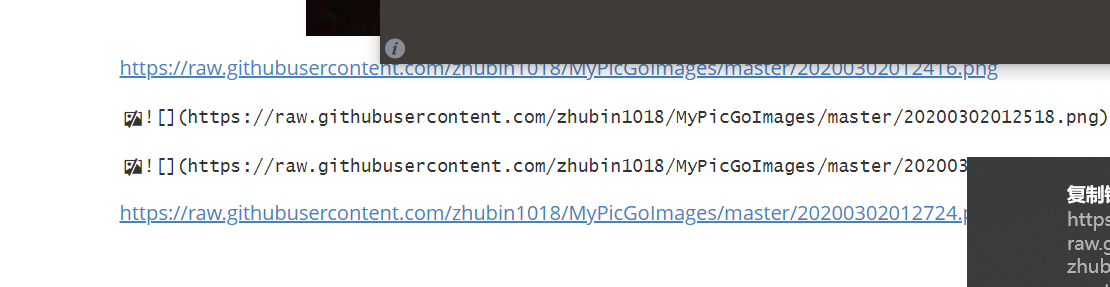 https://raw.githubusercontent.com/zhubin1018/MyPicGoImages/master/20200302012416.png
![](https://raw.githubusercontent.com/zhubin1018/MyPicGoImages/master/20200302012518.png)
![](https://raw.githubusercontent.com/zhubin1018/MyPicGoImages/master/202003
https://raw.githubusercontent.com/zhubin1018/MyPicGoImages/master/20200302012724.p
复制
https
raw.g
zhub